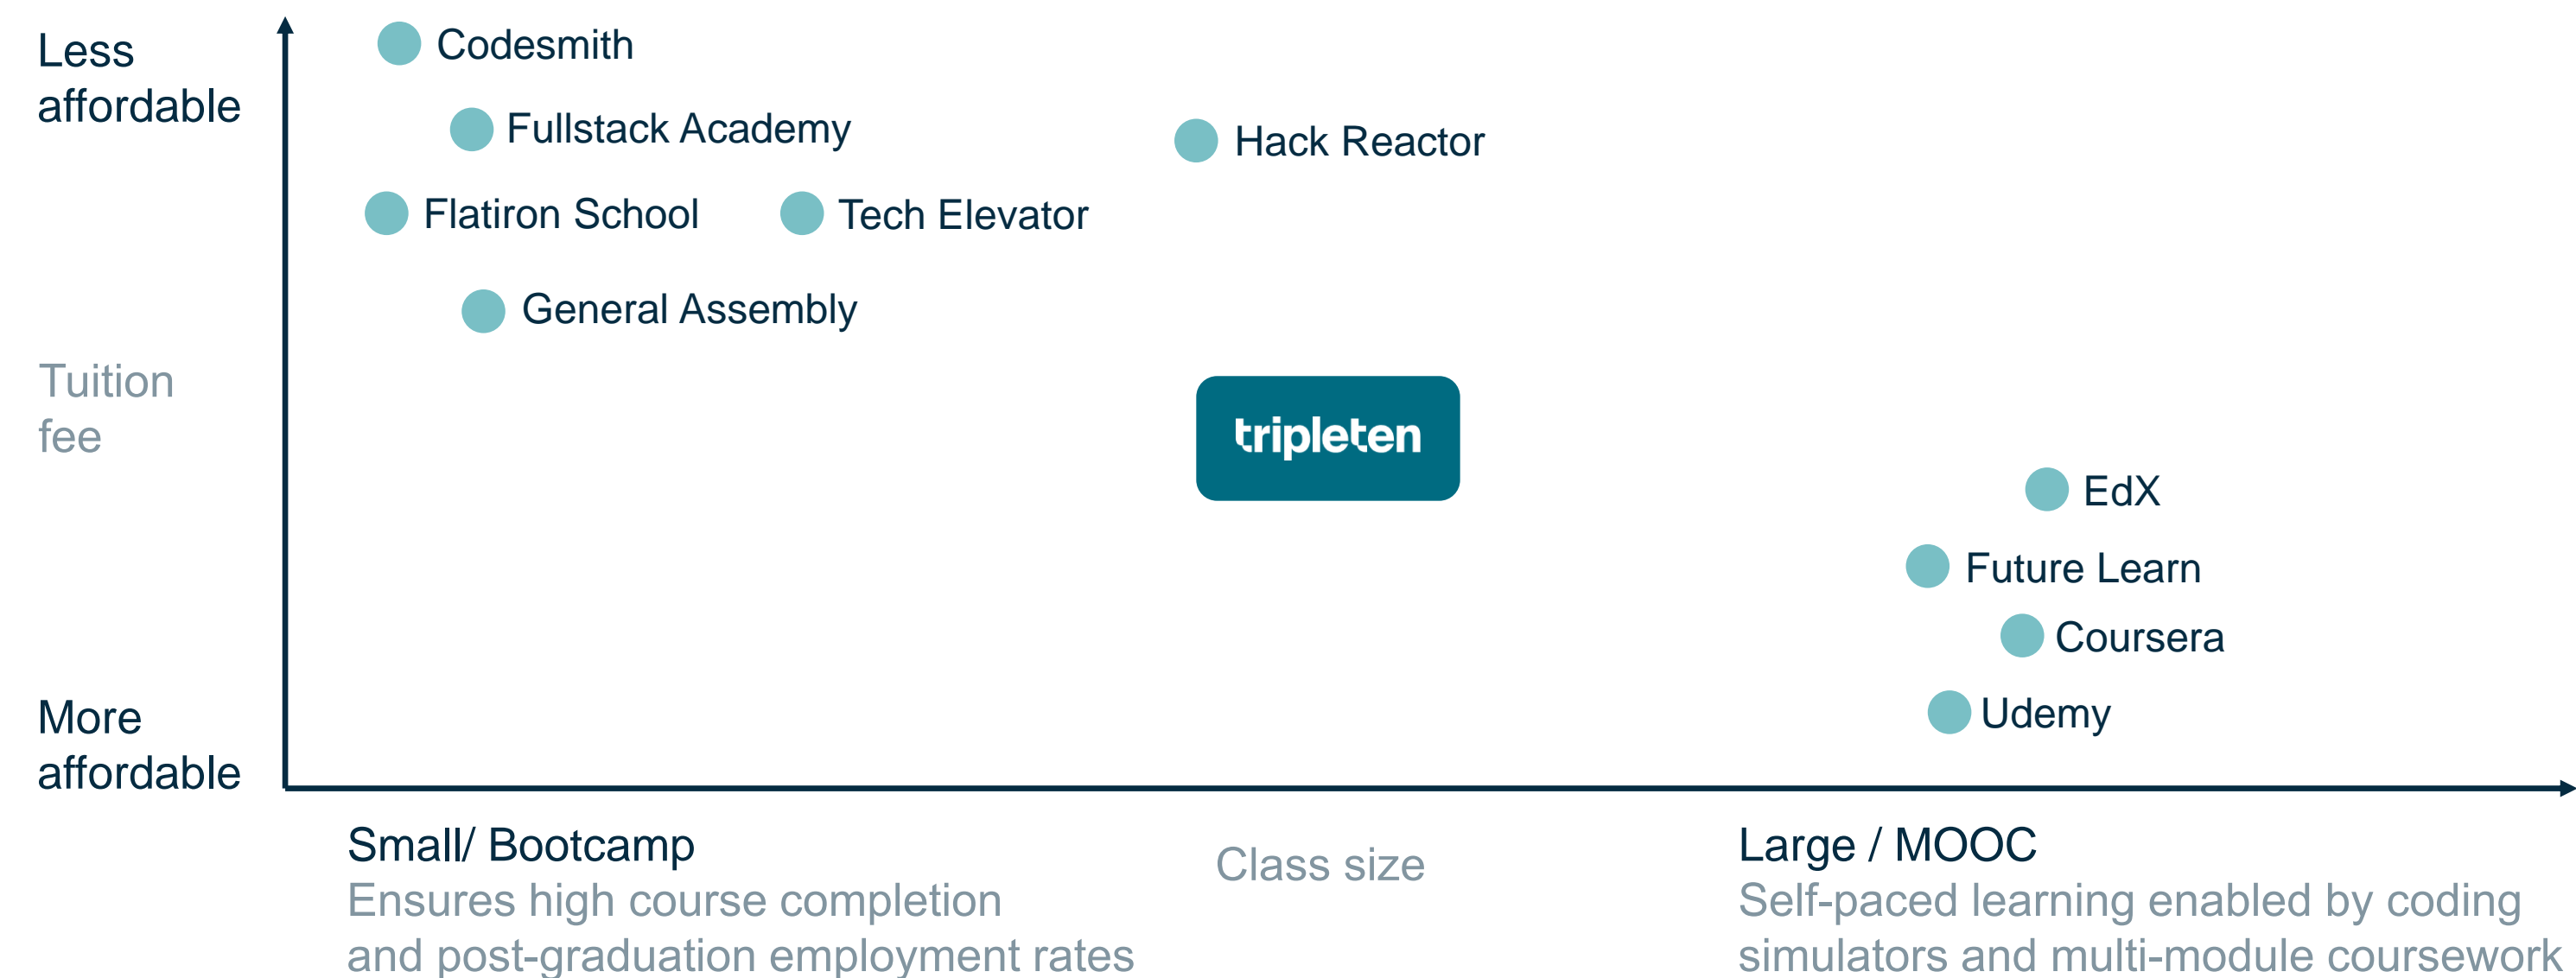 Less
affordable
Codesmith
Fullstack Academy
Hack Reactor
Flatiron School
Tech Elevator
General Assembly
Tuition
fee
tripleten
EdX
Future Learn
Coursera
Udemy
More
affordable
Small/ Bootcamp
Ensures high course completion
and post-graduation employment rates
Class size
Large / MOOC
Self-paced learning enabled by coding
simulators and multi-module coursework